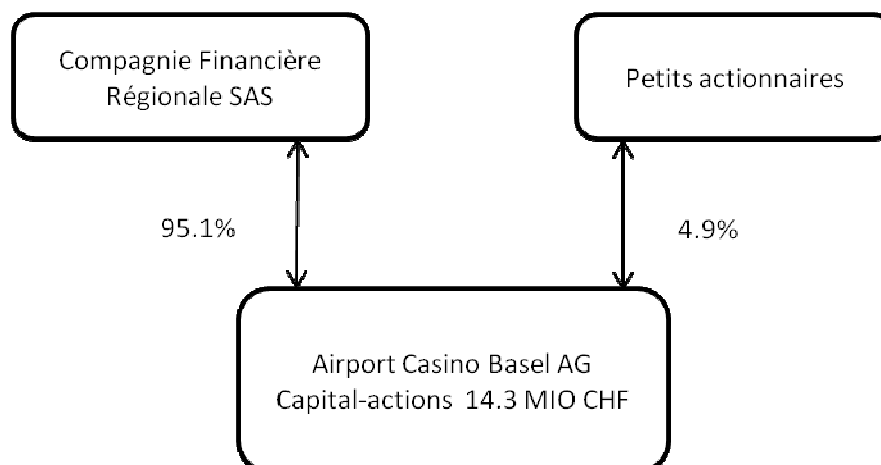 Compagnie Financière
Régionale SAS
Petits actionnaires
95.1%
4.9%
Airport Casino Basel AG
Capital-actions 14.3 MIO CHF